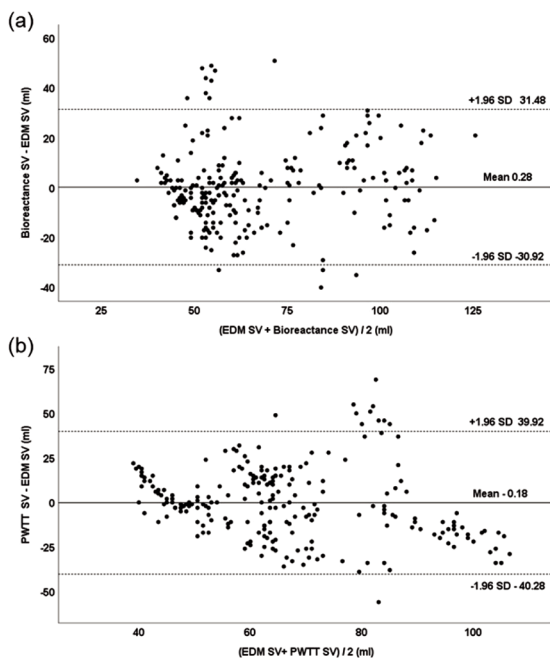 (a)
60
40
20
0
-20
-40
Bioreactance SV - EDM SV (ml)
+1.96 SD 31.48
Mean 0.28
-1.96 SD -30.92
25 50 75 100 125
(EDM SV + Bioreactance SV) / 2 (ml)
(b)
75
50
25
0
-25
-50
PWTT SV - EDM SV (ml)
+1.96 SD 39.92
Mean - 0.18
-1.96 SD - 40.28
40 60 80 100
(EDM SV+ PWTT SV) / 2 (ml)